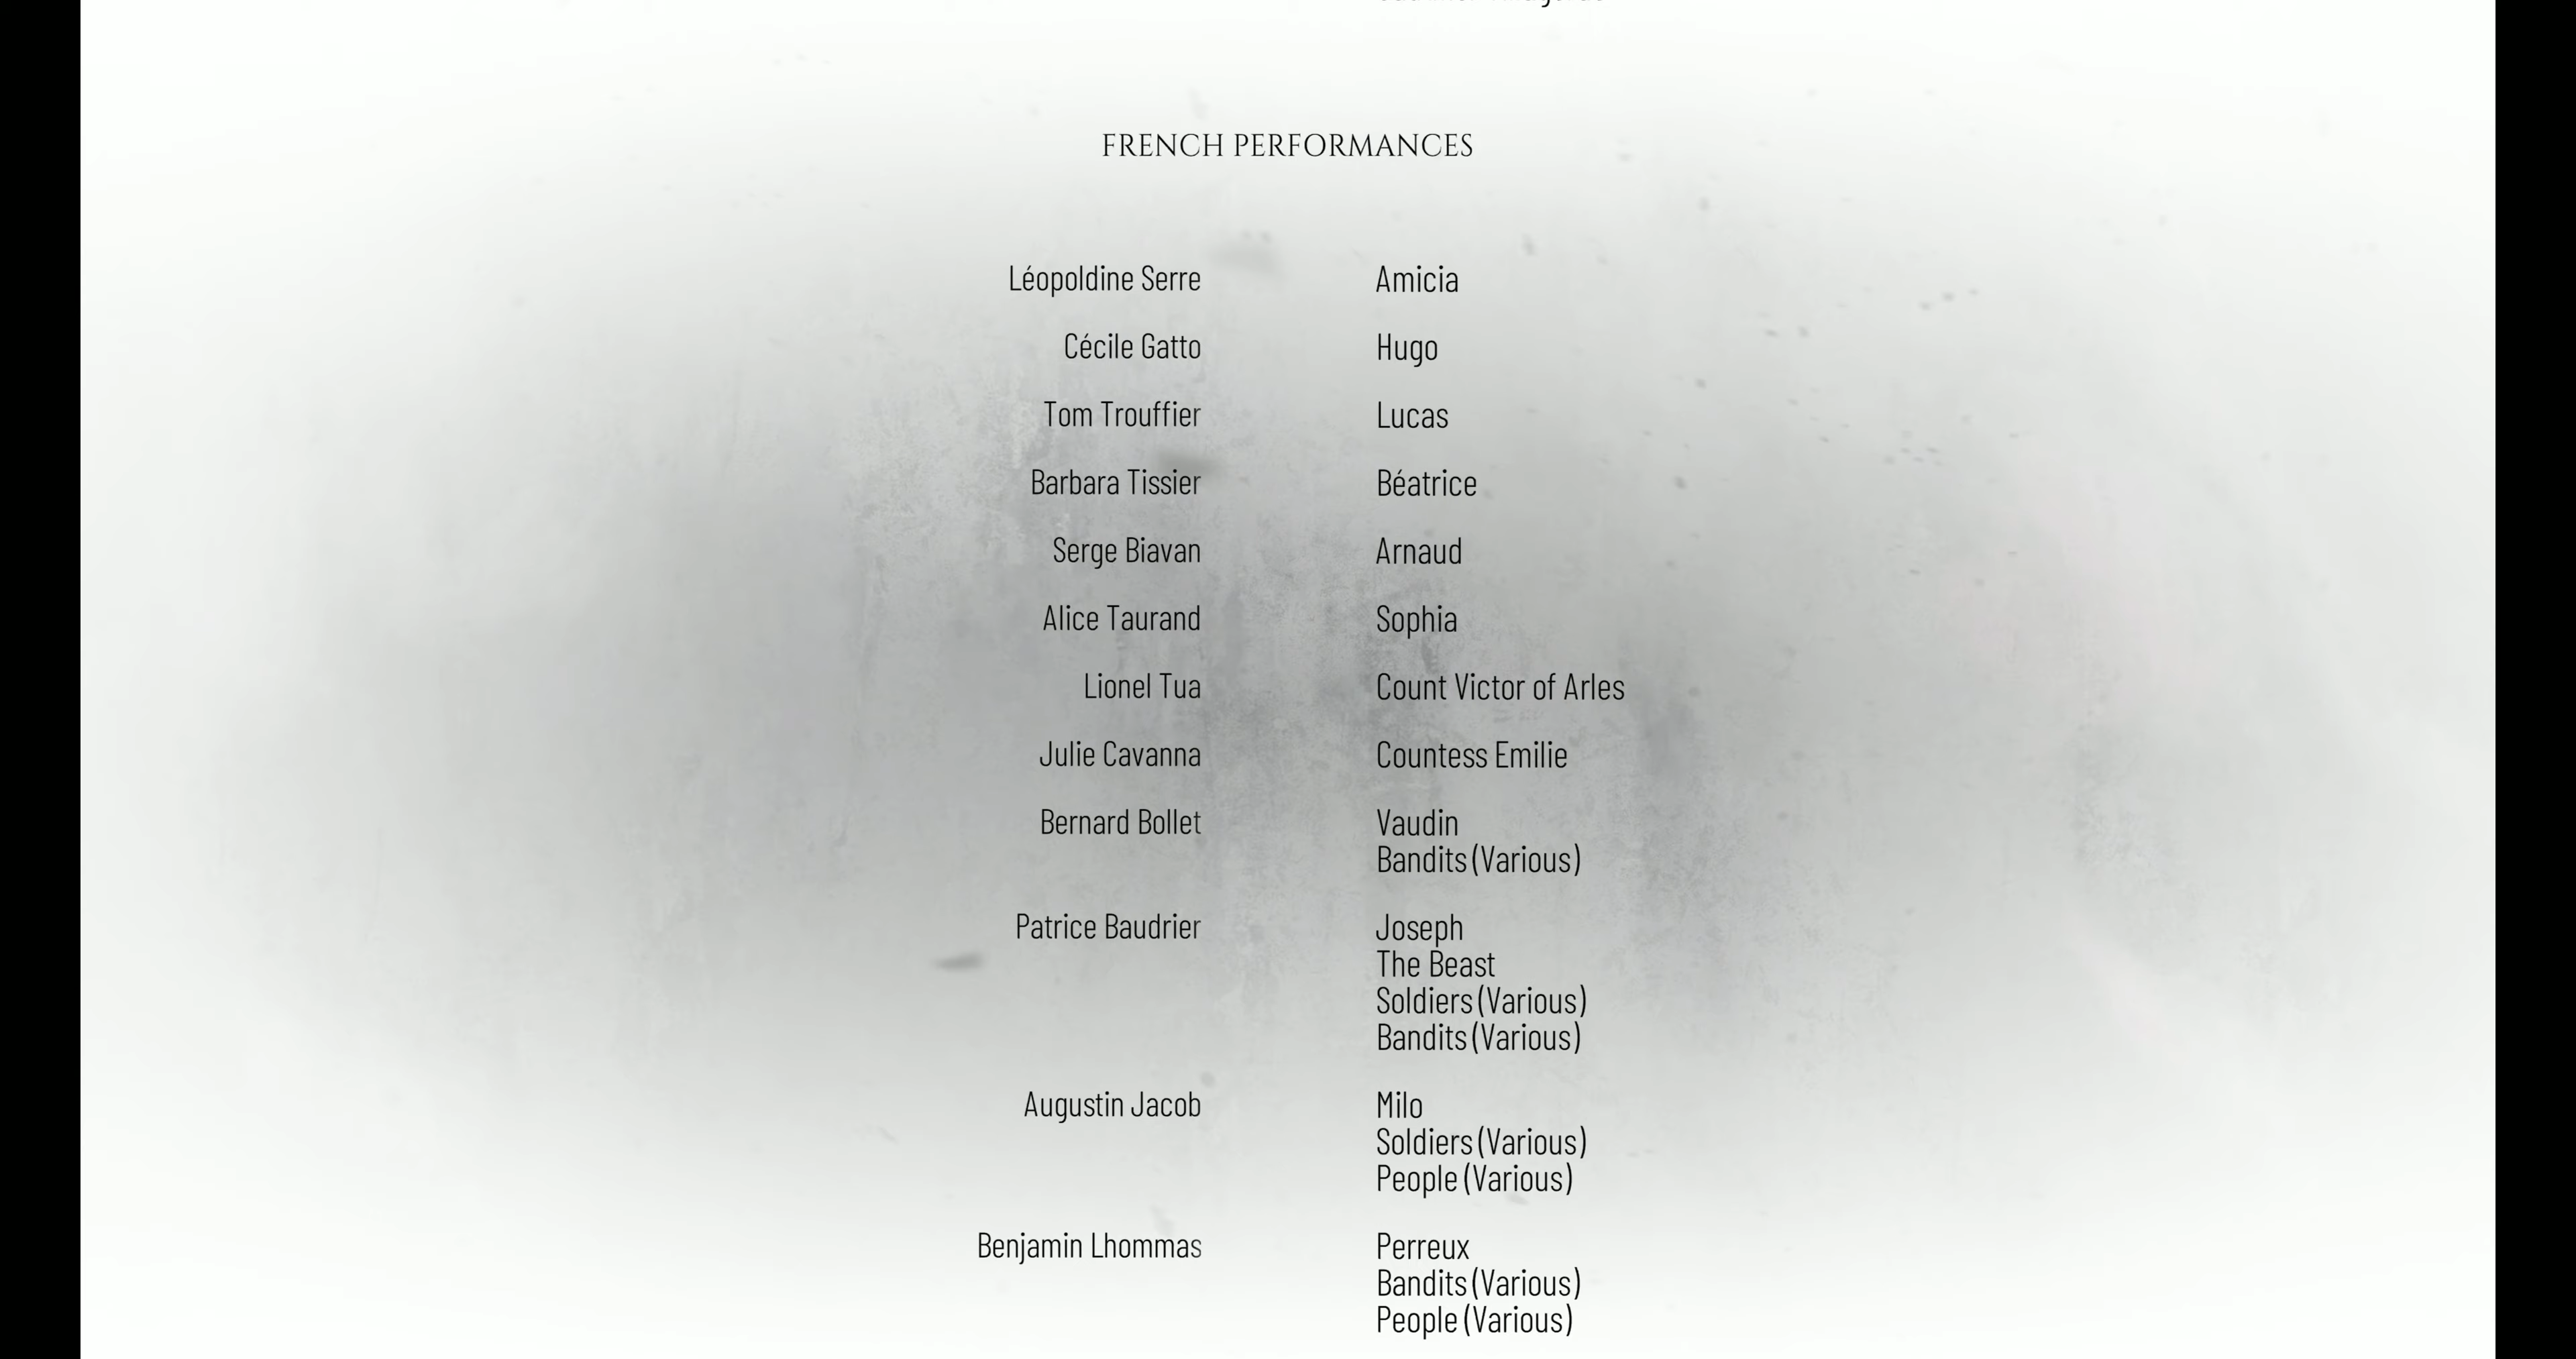 FRENCH PERFORMANCES
Léopoldine Serre Amicia
Cécile Gatto Hugo
Tom Trouffier Lucas
Barbara Tissier Béatrice
Serge Biavan Arnaud
Alice Taurand Sophia
Lionel Tua Count Victor of Arles
Julie Cavanna Countess Emilie
Bernard Bollet Vaudin
Bandits (Various)
Patrice Baudrier Joseph
The Beast
Soldiers (Various)
Bandits (Various)
Augustin Jacob Milo
Soldiers (Various)
People (Various)
Benjamin Lhommas Perreux
Bandits (Various)
People (Various)